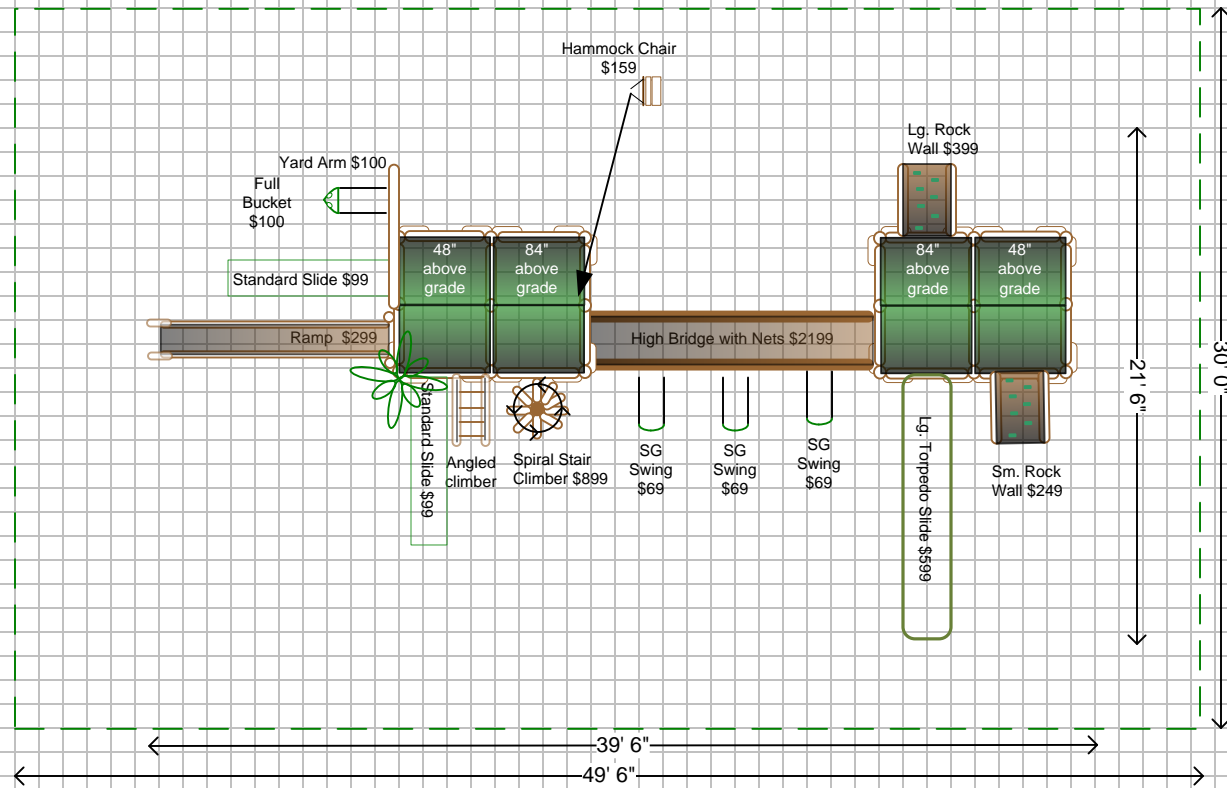 Hammock Chair
$159
Lg. Rock
Wall $399
Yard Arm $100
Full
Bucket
$100
48"
above
grade
84"
above
grade
84"
above
grade
48"
above
grade
Standard Slide $99
Ramp $299
High Bridge with Nets $2199
Standard Slide $99
Angled
climber
Spiral Stair
Climber $899
SG
Swing
$69
SG
Swing
$69
SG
Swing
$69
Lg. Torpedo Slide $599
Sm. Rock
Wall $249
21' 6"
30' 0"
39' 6"
49' 6"